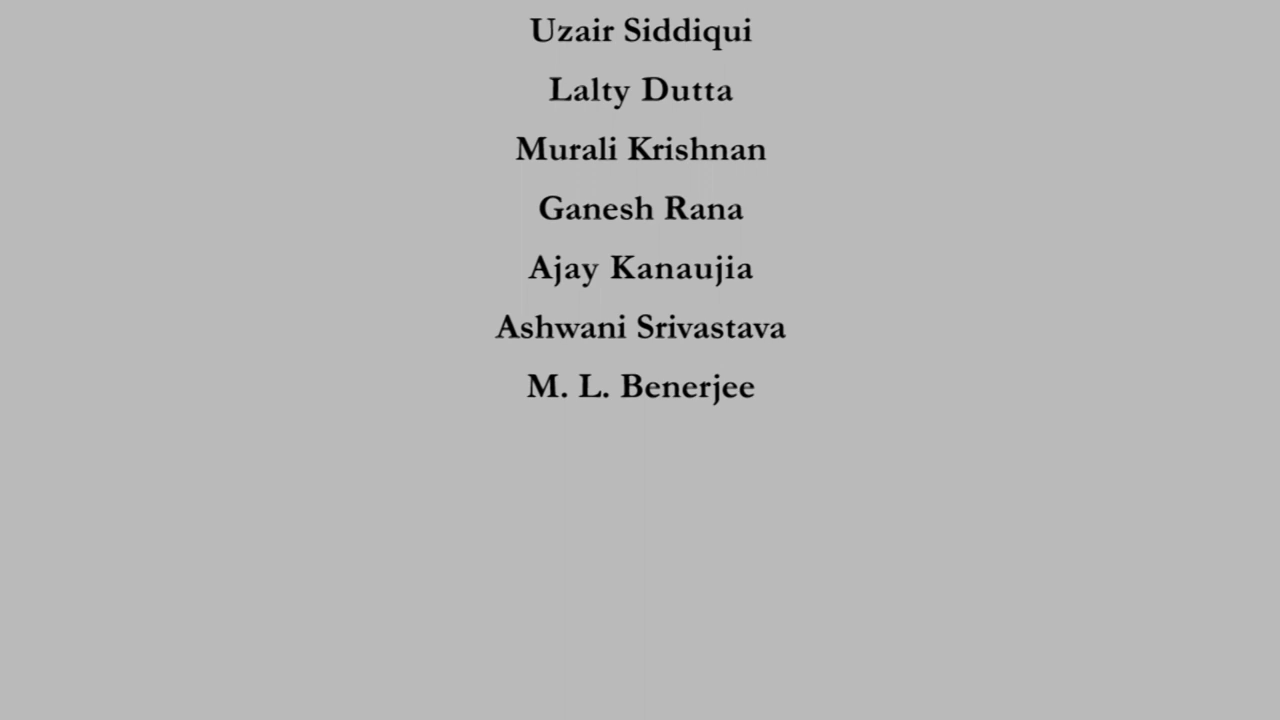 Uzair Siddiqui
Lalty Dutta
Murali Krishnan
Ganesh Rana
Ajay Kanaujia
Ashwani Srivastava
M. L. Benerjee